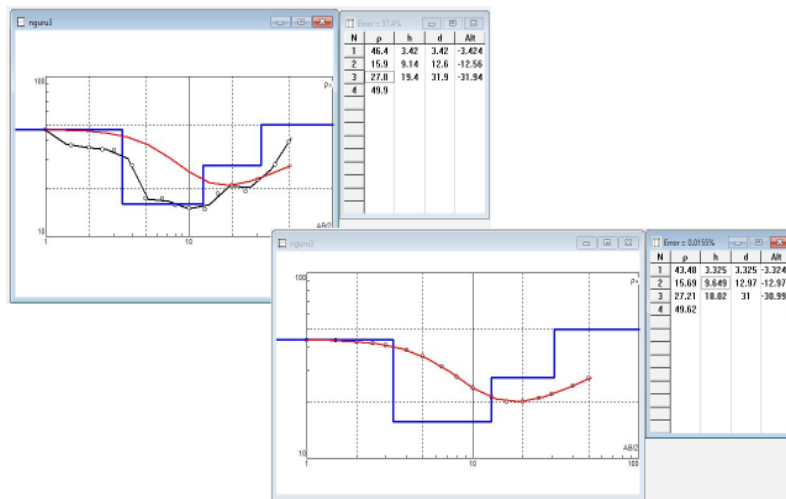 nguru3
Error = 37.4%
N ρ h d Alt
1 46.4 3.42 3.42 -3.424
2 15.9 9.14 12.6 -12.56
3 27.8 19.4 31.9 -31.94
4 49.9
100
10
1
10
AB/2
nguru3
Error = 0.0155%
N ρ h d Alt
1 43.48 3.325 3.325 -3.324
2 15.69 9.649 12.97 -12.97
3 27.21 18.02 31 -30.99
4 49.62
100
10
1
10
100
AB/2